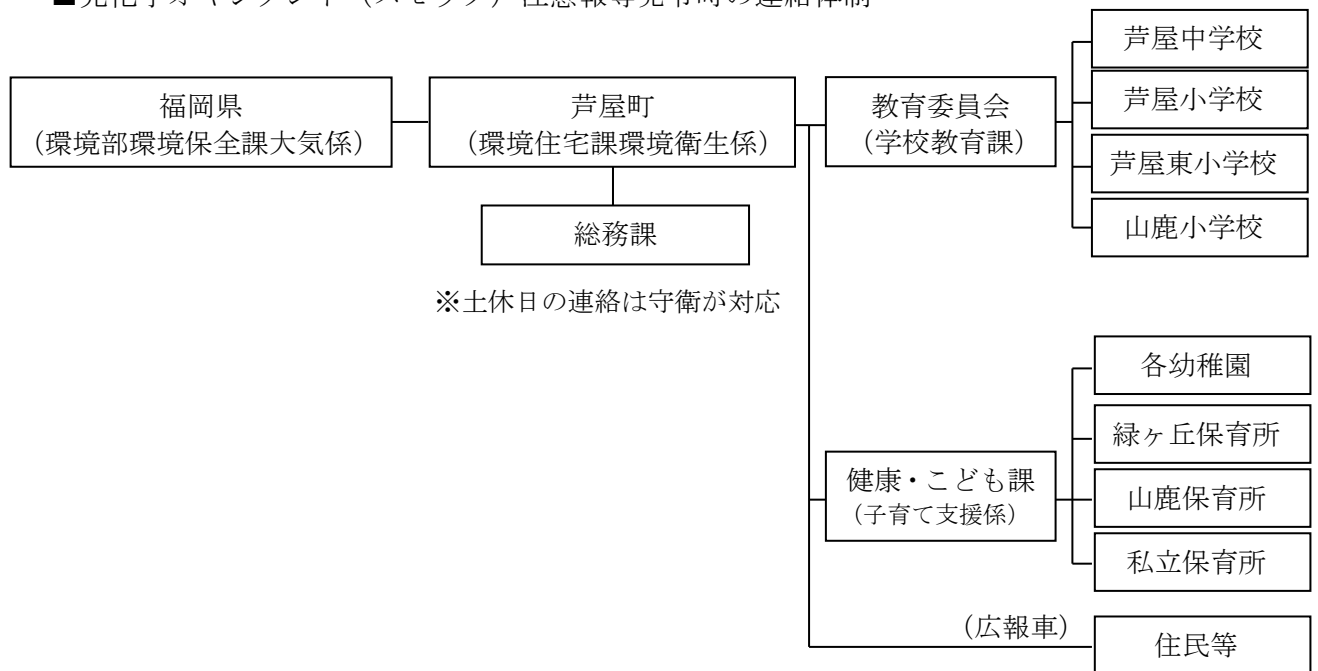 芦屋中学校
福岡県
(環境部環境保全課大気係)
芦屋町
(環境住宅課環境衛生係)
教育委員会
(学校教育課)
芦屋小学校
芦屋東小学校
山鹿小学校
総務課
※土休日の連絡は守衛が対応
各幼稚園
緑ヶ丘保育所
健康・こども課
(子育て支援係)
山鹿保育所
私立保育所
(広報車)
住民等